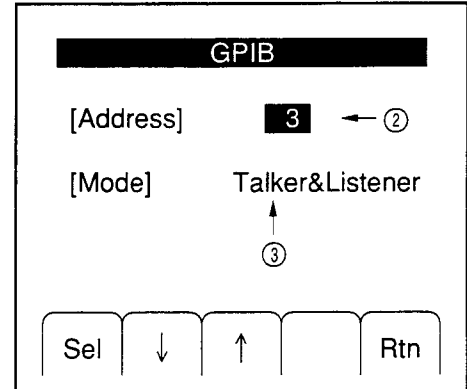 GPIB
[Address] 3 ← ②
[Mode] Talker&Listener
↑
③
Sel ↓ ↑ Rtn